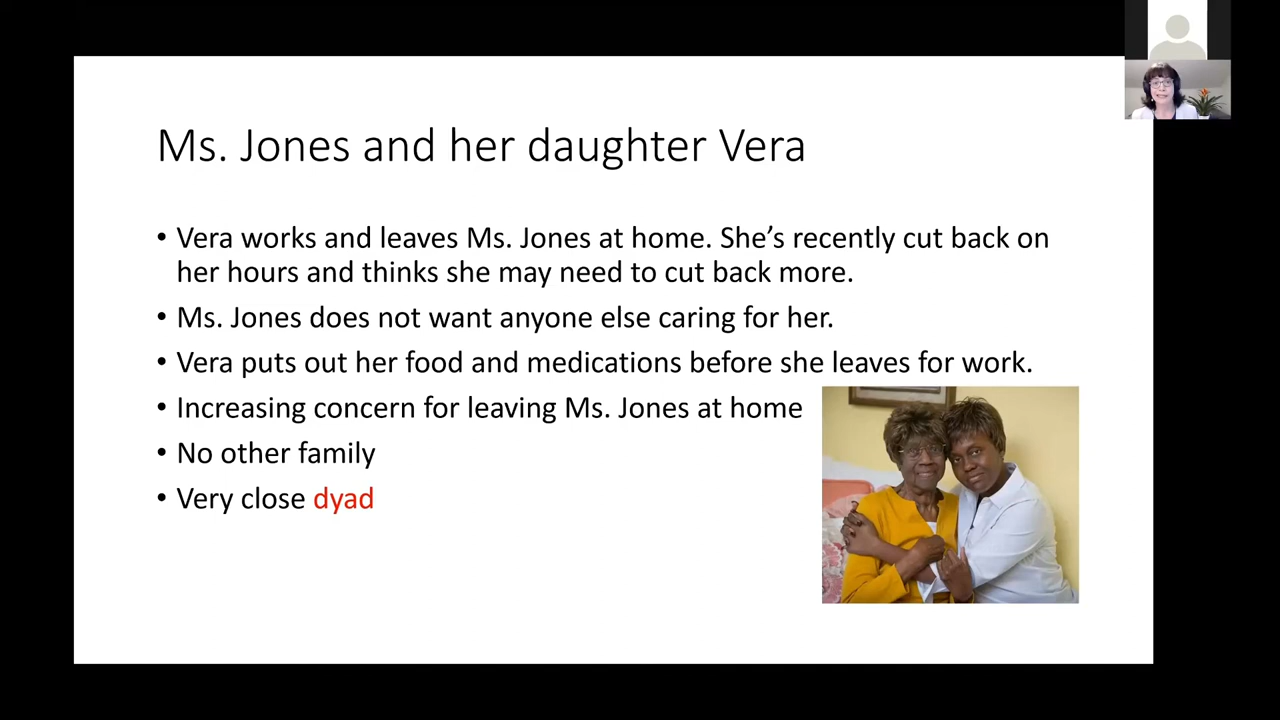 Ms. Jones and her daughter Vera
• Vera works and leaves Ms. Jones at home. She’s recently cut back on
her hours and thinks she may need to cut back more.
• Ms. Jones does not want anyone else caring for her.
• Vera puts out her food and medications before she leaves for work.
• Increasing concern for leaving Ms. Jones at home
• No other family
• Very close dyad